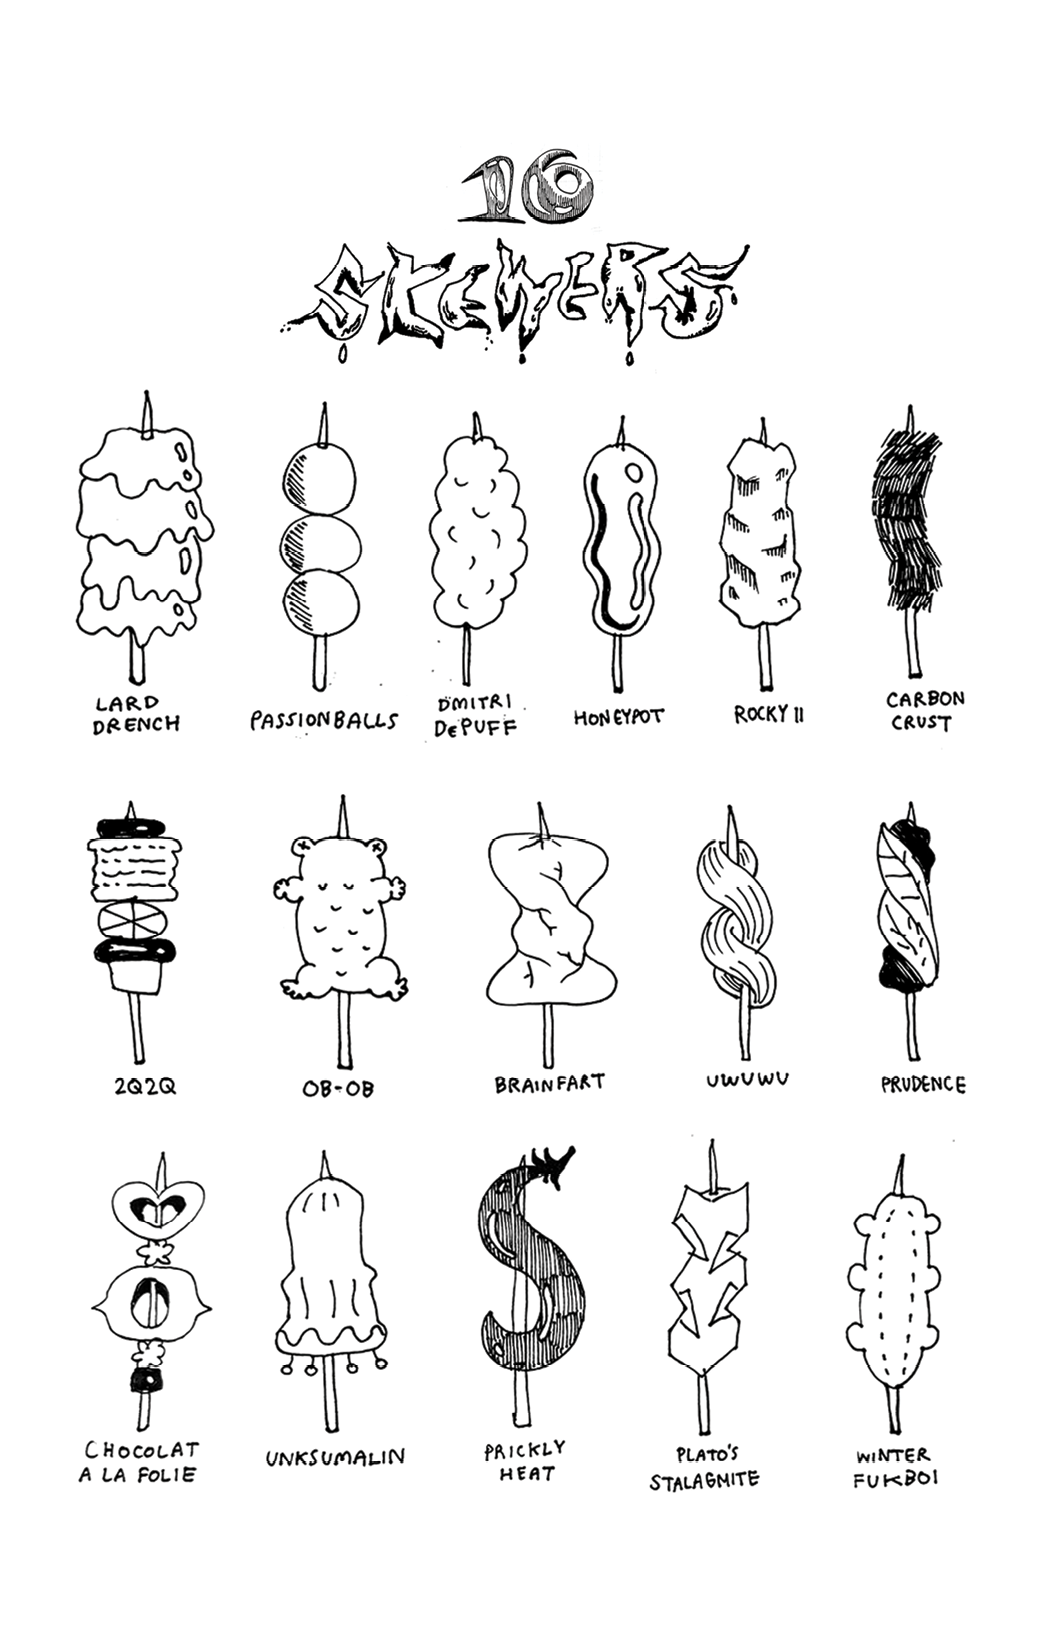 16
SKEWERS
LARD
DRENCH
PASSIONBALLS
DMITRI
DEPUFF
HONEYPOT
ROCKY II
CARBON
CRUST
2Q2Q
OB-OB
BRAINFART
UWUWU
PRUDENCE
CHOCOLAT
A LA FOLIE
UNKSUMALIN
PRICKLY
HEAT
PLATO'S
STALAGMITE
WINTER
FUKBOI